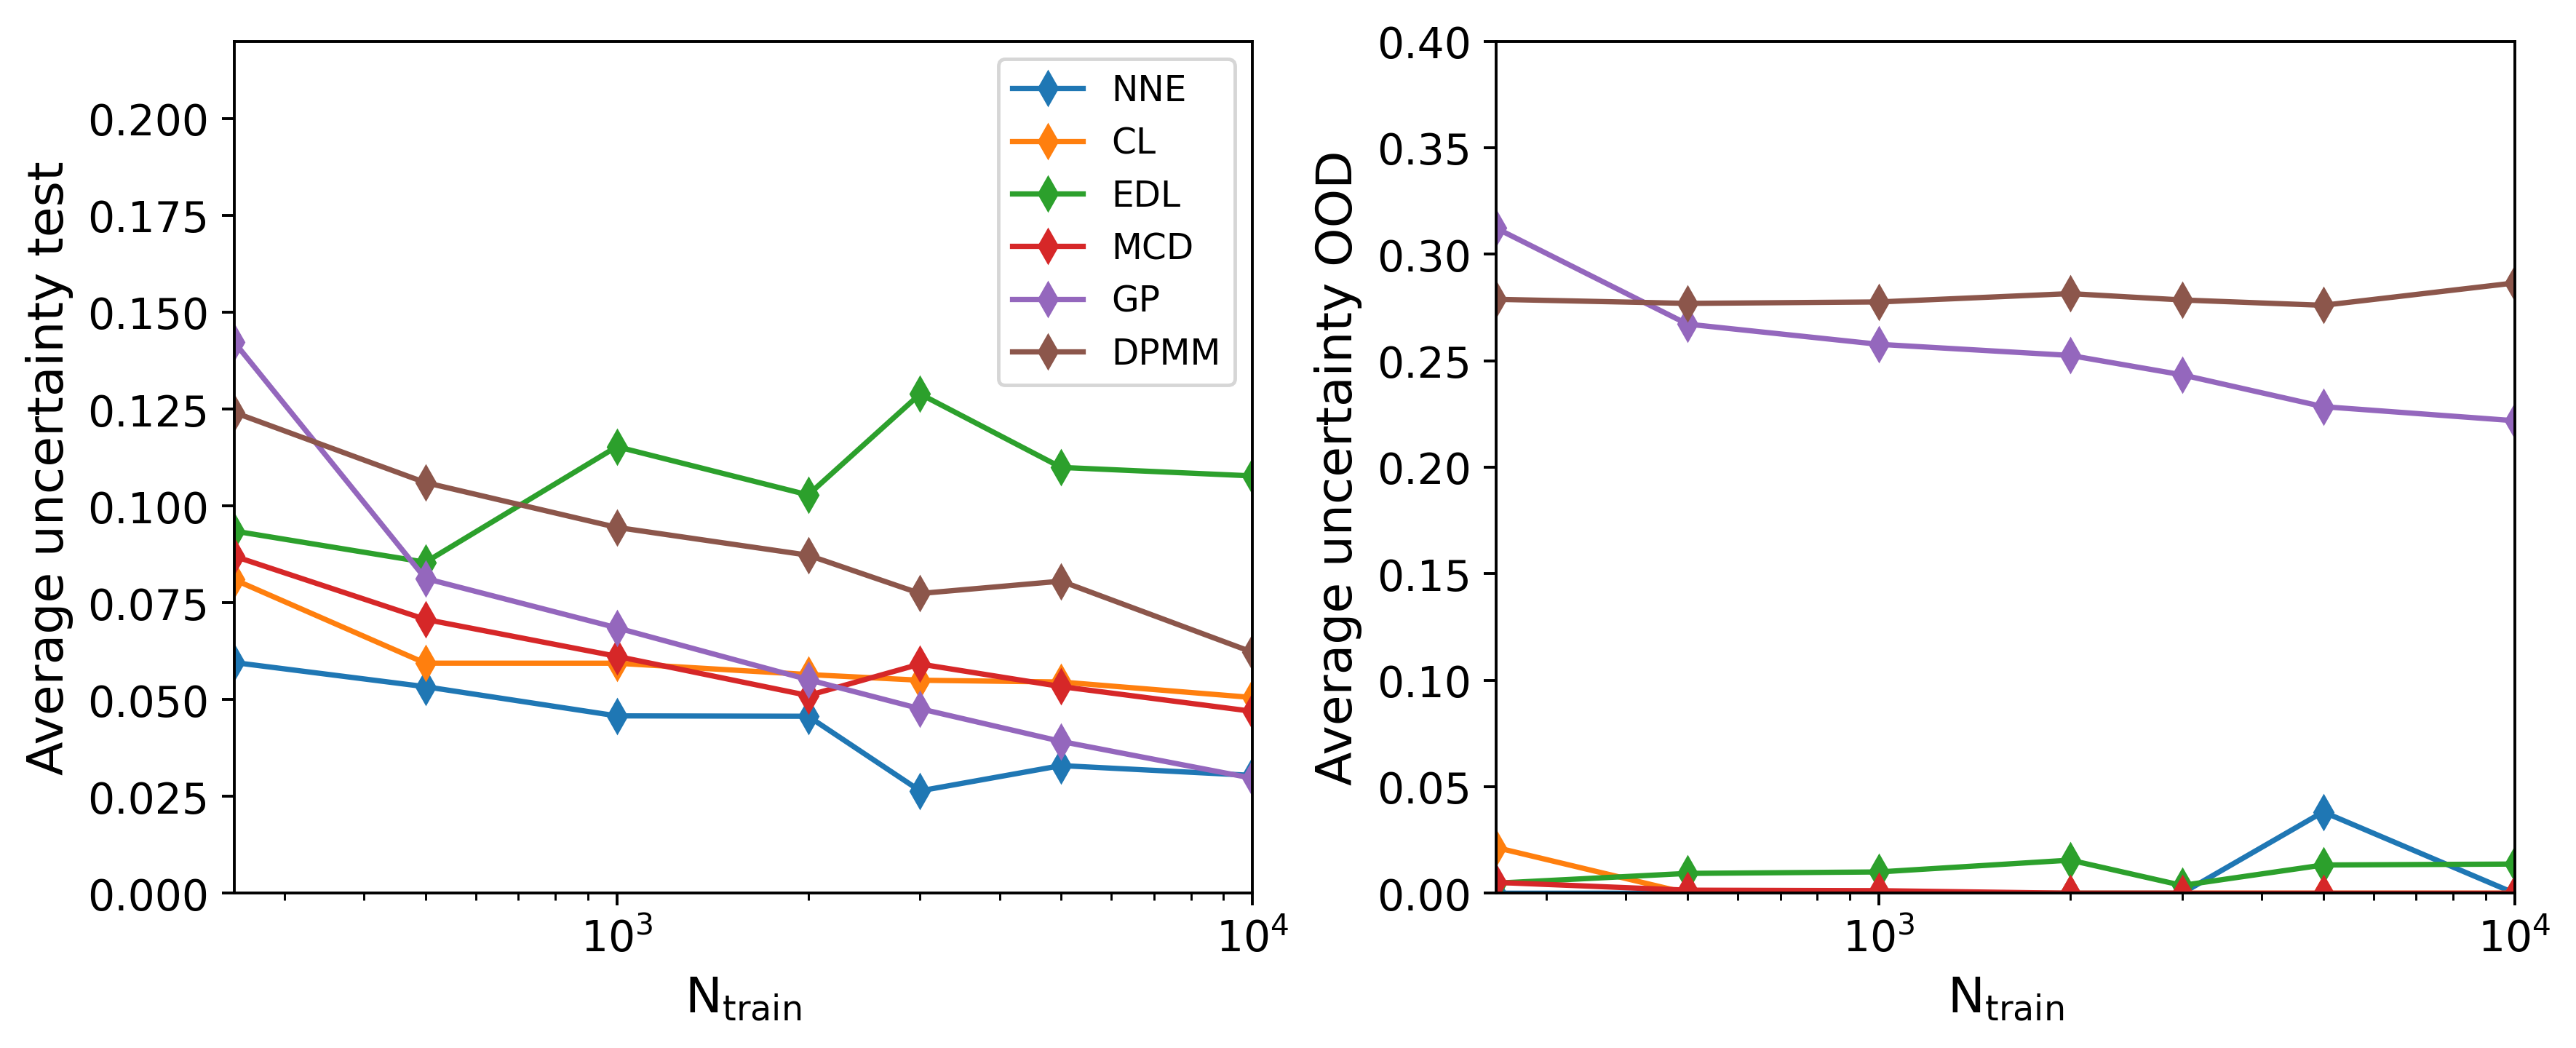 Average uncertainty test
0.200
0.175
0.150
0.125
0.100
0.075
0.050
0.025
0.000
10³
10⁴
N_train
NNE
CL
EDL
MCD
GP
DPMM
Average uncertainty OOD
0.40
0.35
0.30
0.25
0.20
0.15
0.10
0.05
0.00
10³
10⁴
N_train